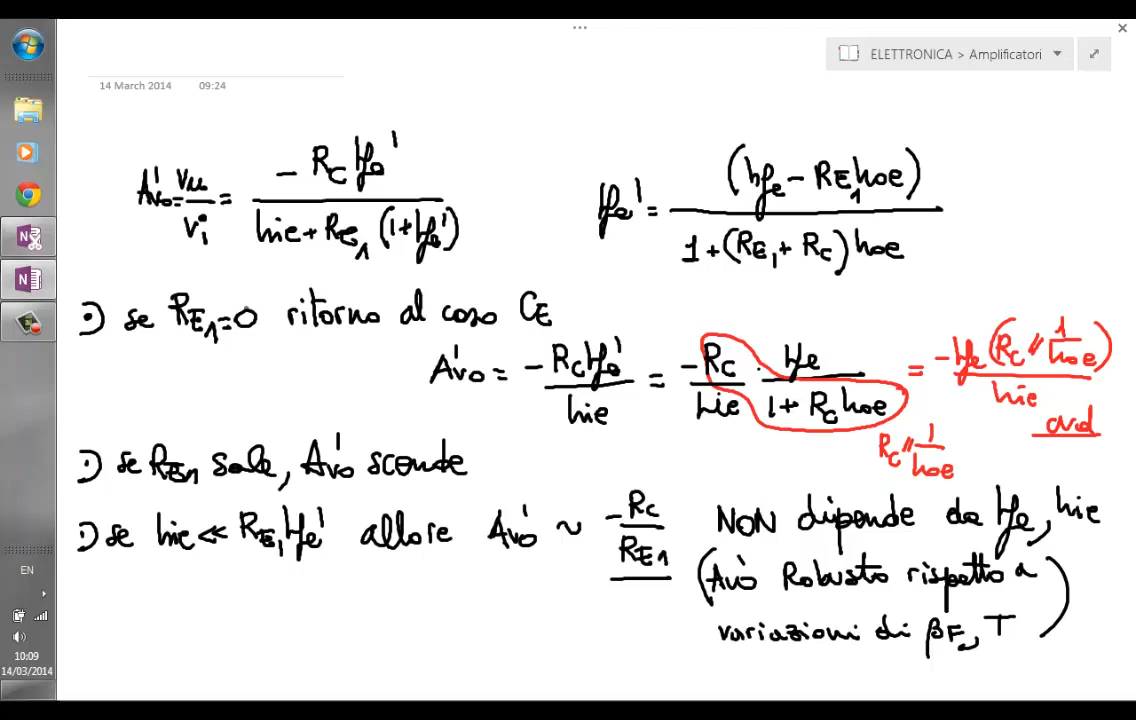 ELETTRONICA > Amplificatori
14 March 2014 09:24
A'vo = vu/vi = -RC hfe' / (hie + RE1 (1+hfe'))
hfe' = (hfe - RE1 hoe) / (1 + (RE1 + RC) hoe)
•) se RE1=0 ritorno al caso CE
A'vo = -RC hfe' / hie = -RC / hie · hfe / (1 + RC hoe) = -hfe (RC // 1/hoe) / hie
cvd
RC // 1/hoe
•) se RE1 sale, A'vo scende
•) se hie << RE1 hfe' allora A'vo ~ -RC / RE1 NON dipende da hfe, hie
(A'vo Robusto rispetto a
variazioni di βF, T)
EN
10:09
14/03/2014